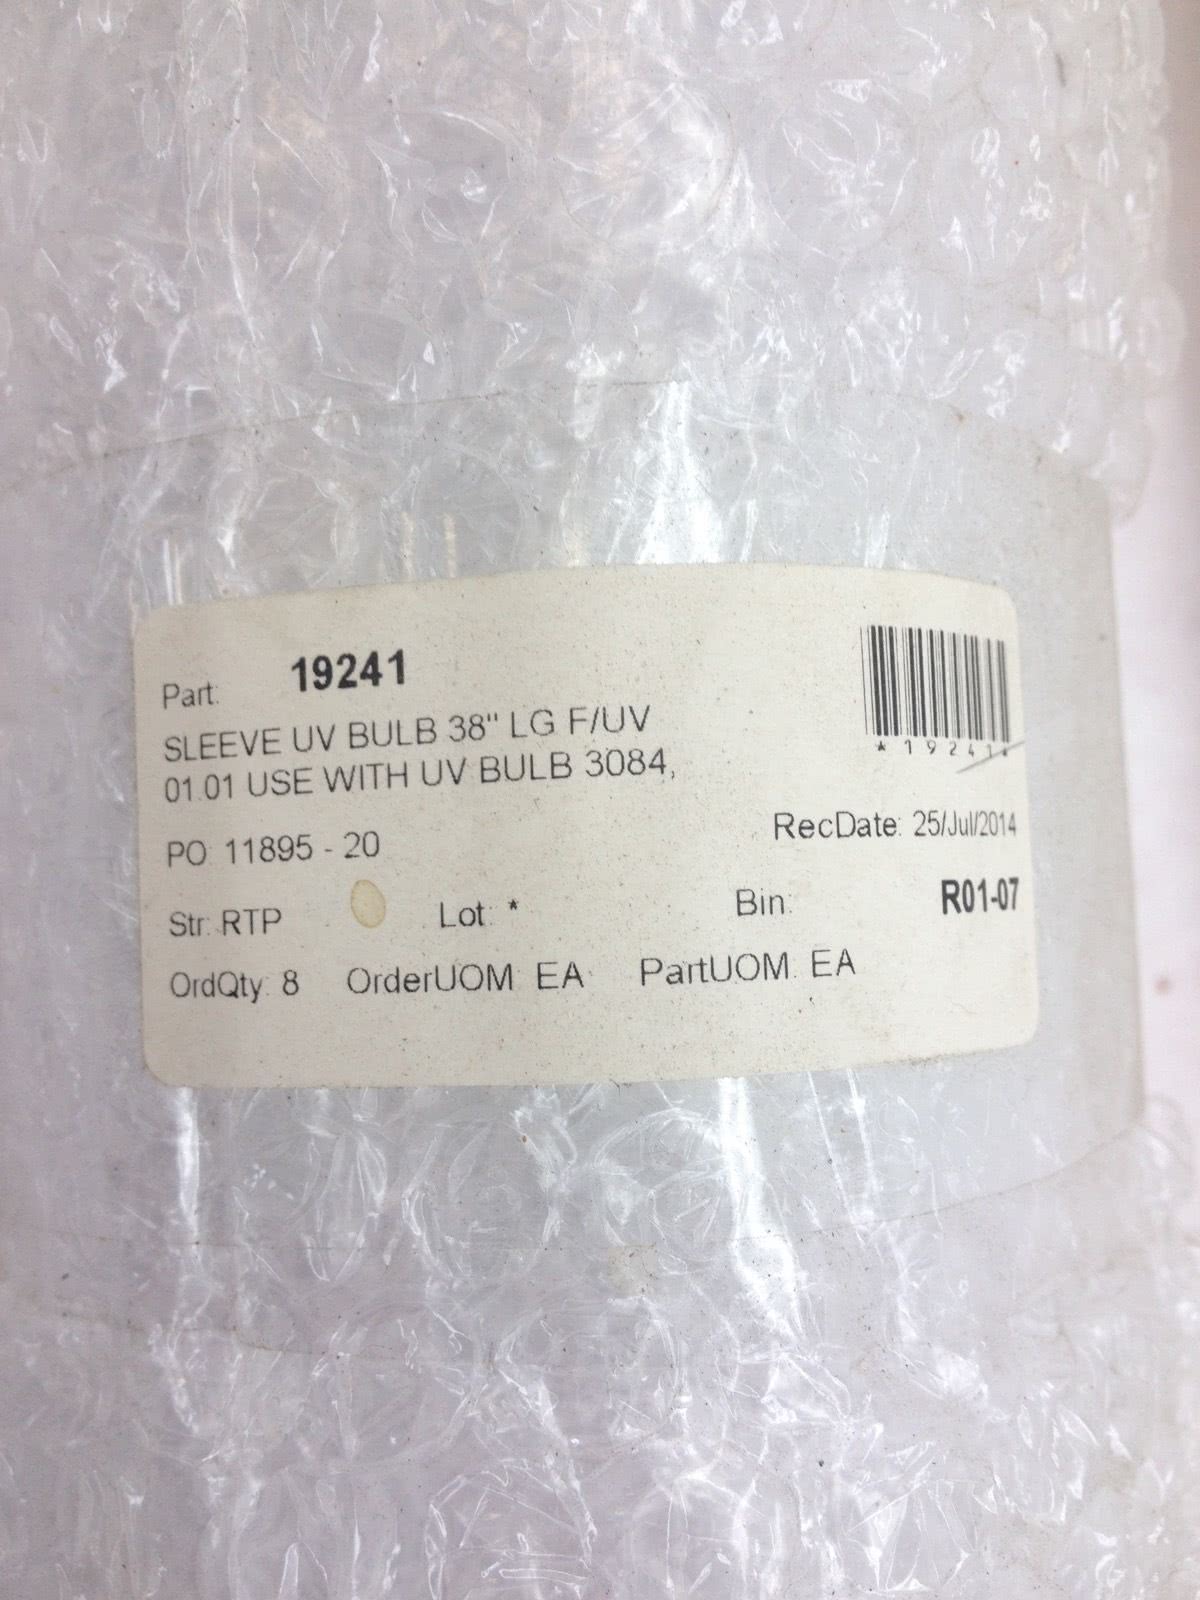 Part: 19241
*19241*
SLEEVE UV BULB 38" LG F/UV
01.01 USE WITH UV BULB 3084,
PO: 11895 - 20
RecDate: 25/Jul/2014
Str: RTP Lot: * Bin: R01-07
OrdQty: 8 OrderUOM: EA PartUOM: EA